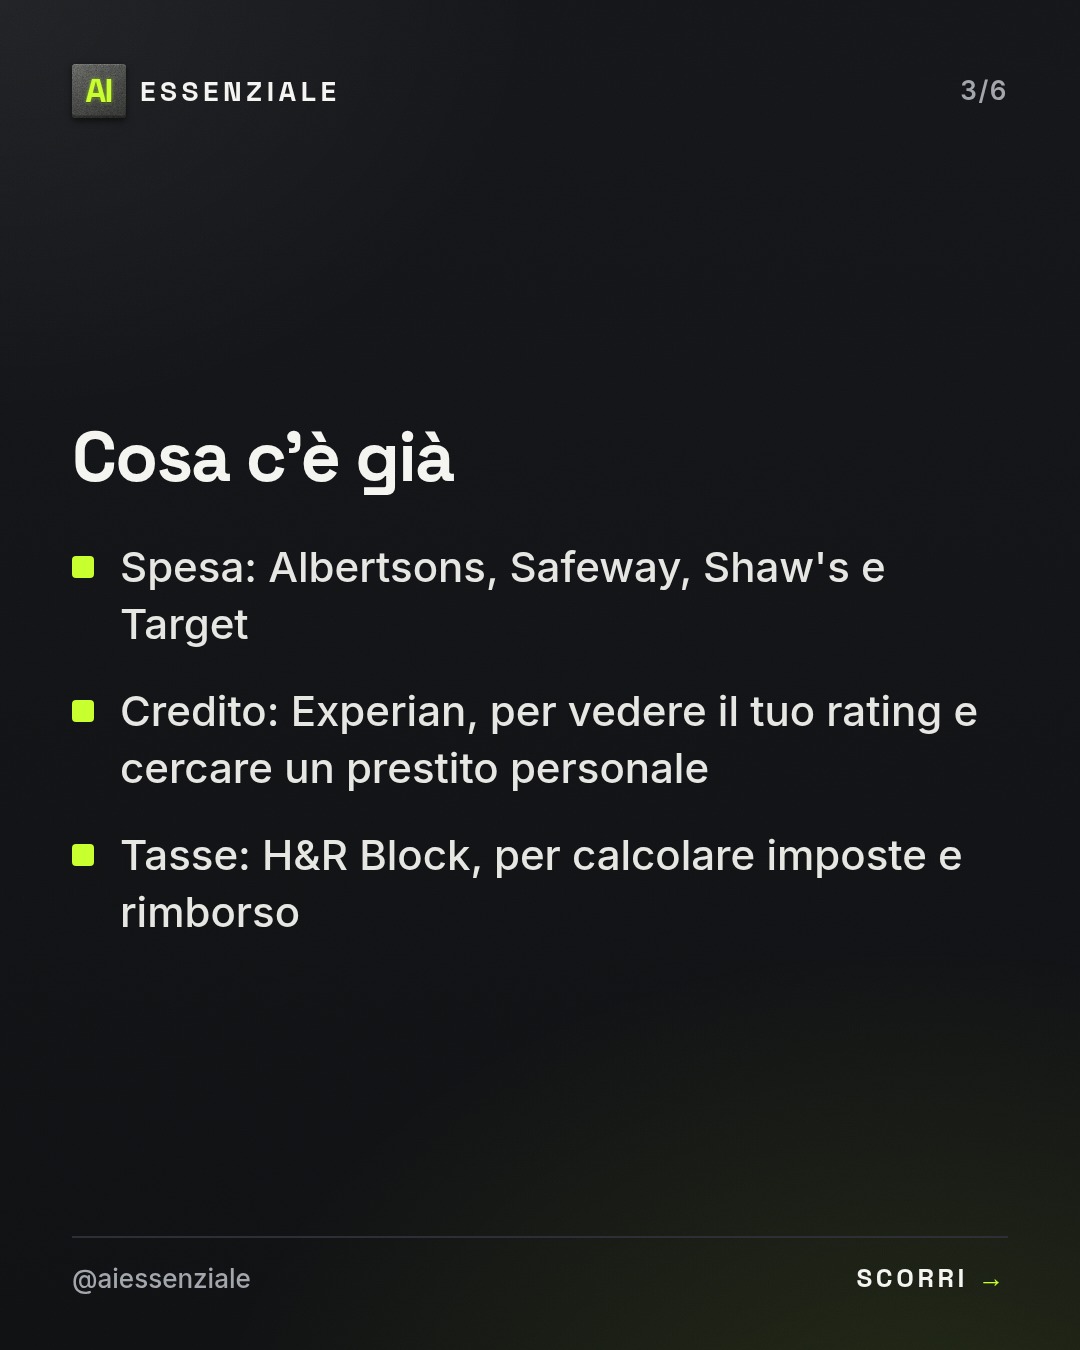 AI ESSENZIALE
3/6
Cosa c’è già
Spesa: Albertsons, Safeway, Shaw's e
Target
Credito: Experian, per vedere il tuo rating e
cercare un prestito personale
Tasse: H&R Block, per calcolare imposte e
rimborso
@aiessenziale
SCORRI →